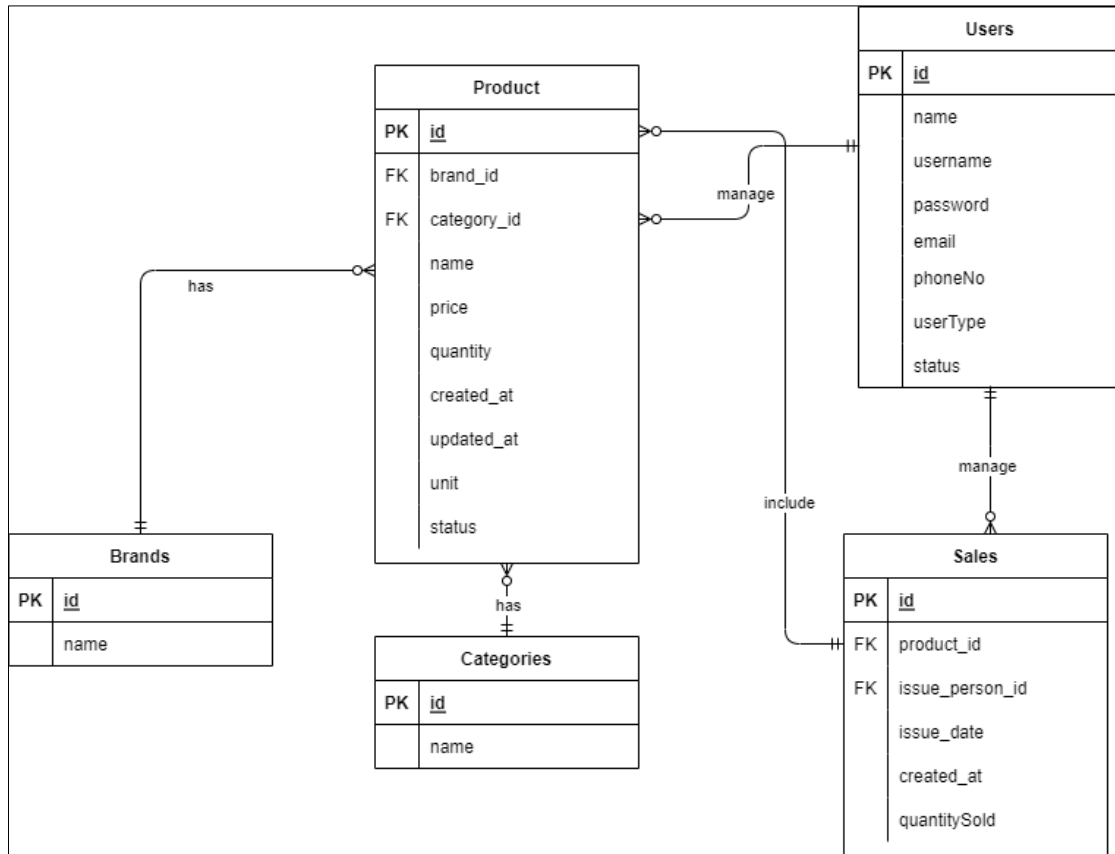 Users
PK id
name
username
password
email
phoneNo
userType
status
Product
PK id
FK brand_id
FK category_id
name
price
quantity
created_at
updated_at
unit
status
manage
has
include
manage
has
Brands
PK id
name
Categories
PK id
name
Sales
PK id
FK product_id
FK issue_person_id
issue_date
created_at
quantitySold